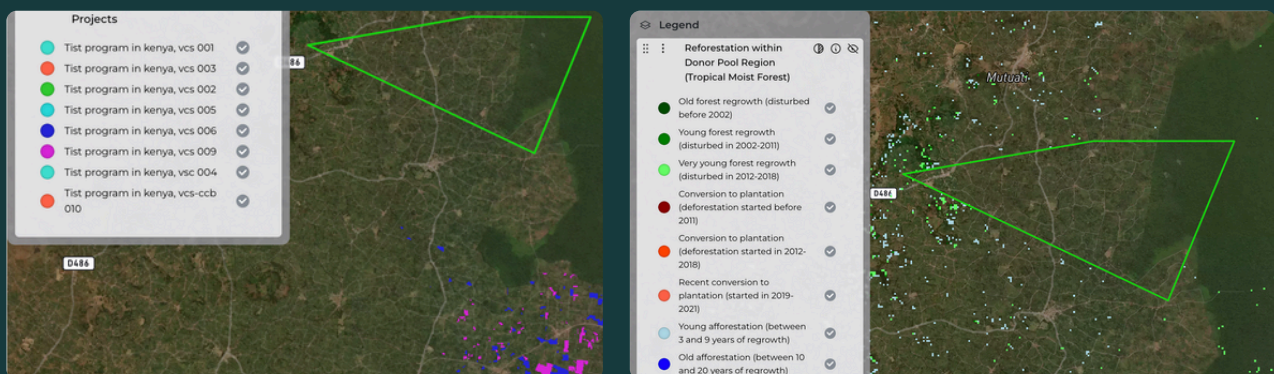 Projects
Tist program in kenya, vcs 001
Tist program in kenya, vcs 003
Tist program in kenya, vcs 002
Tist program in kenya, vcs 005
Tist program in kenya, vcs 006
Tist program in kenya, vcs 009
Tist program in kenya, vsc 004
Tist program in kenya, vcs-ccb
010
D486
Legend
Reforestation within
Donor Pool Region
(Tropical Moist Forest)
Old forest regrowth (disturbed
before 2002)
Young forest regrowth
(disturbed in 2002-2011)
Very young forest regrowth
(disturbed in 2012-2018)
Conversion to plantation
(deforestation started before
2011)
Conversion to plantation
(deforestation started in 2012-
2018)
Recent conversion to
plantation (started in 2019-
2021)
Young afforestation (between
3 and 9 years of regrowth)
Old afforestation (between 10
and 20 years of regrowth)
D486